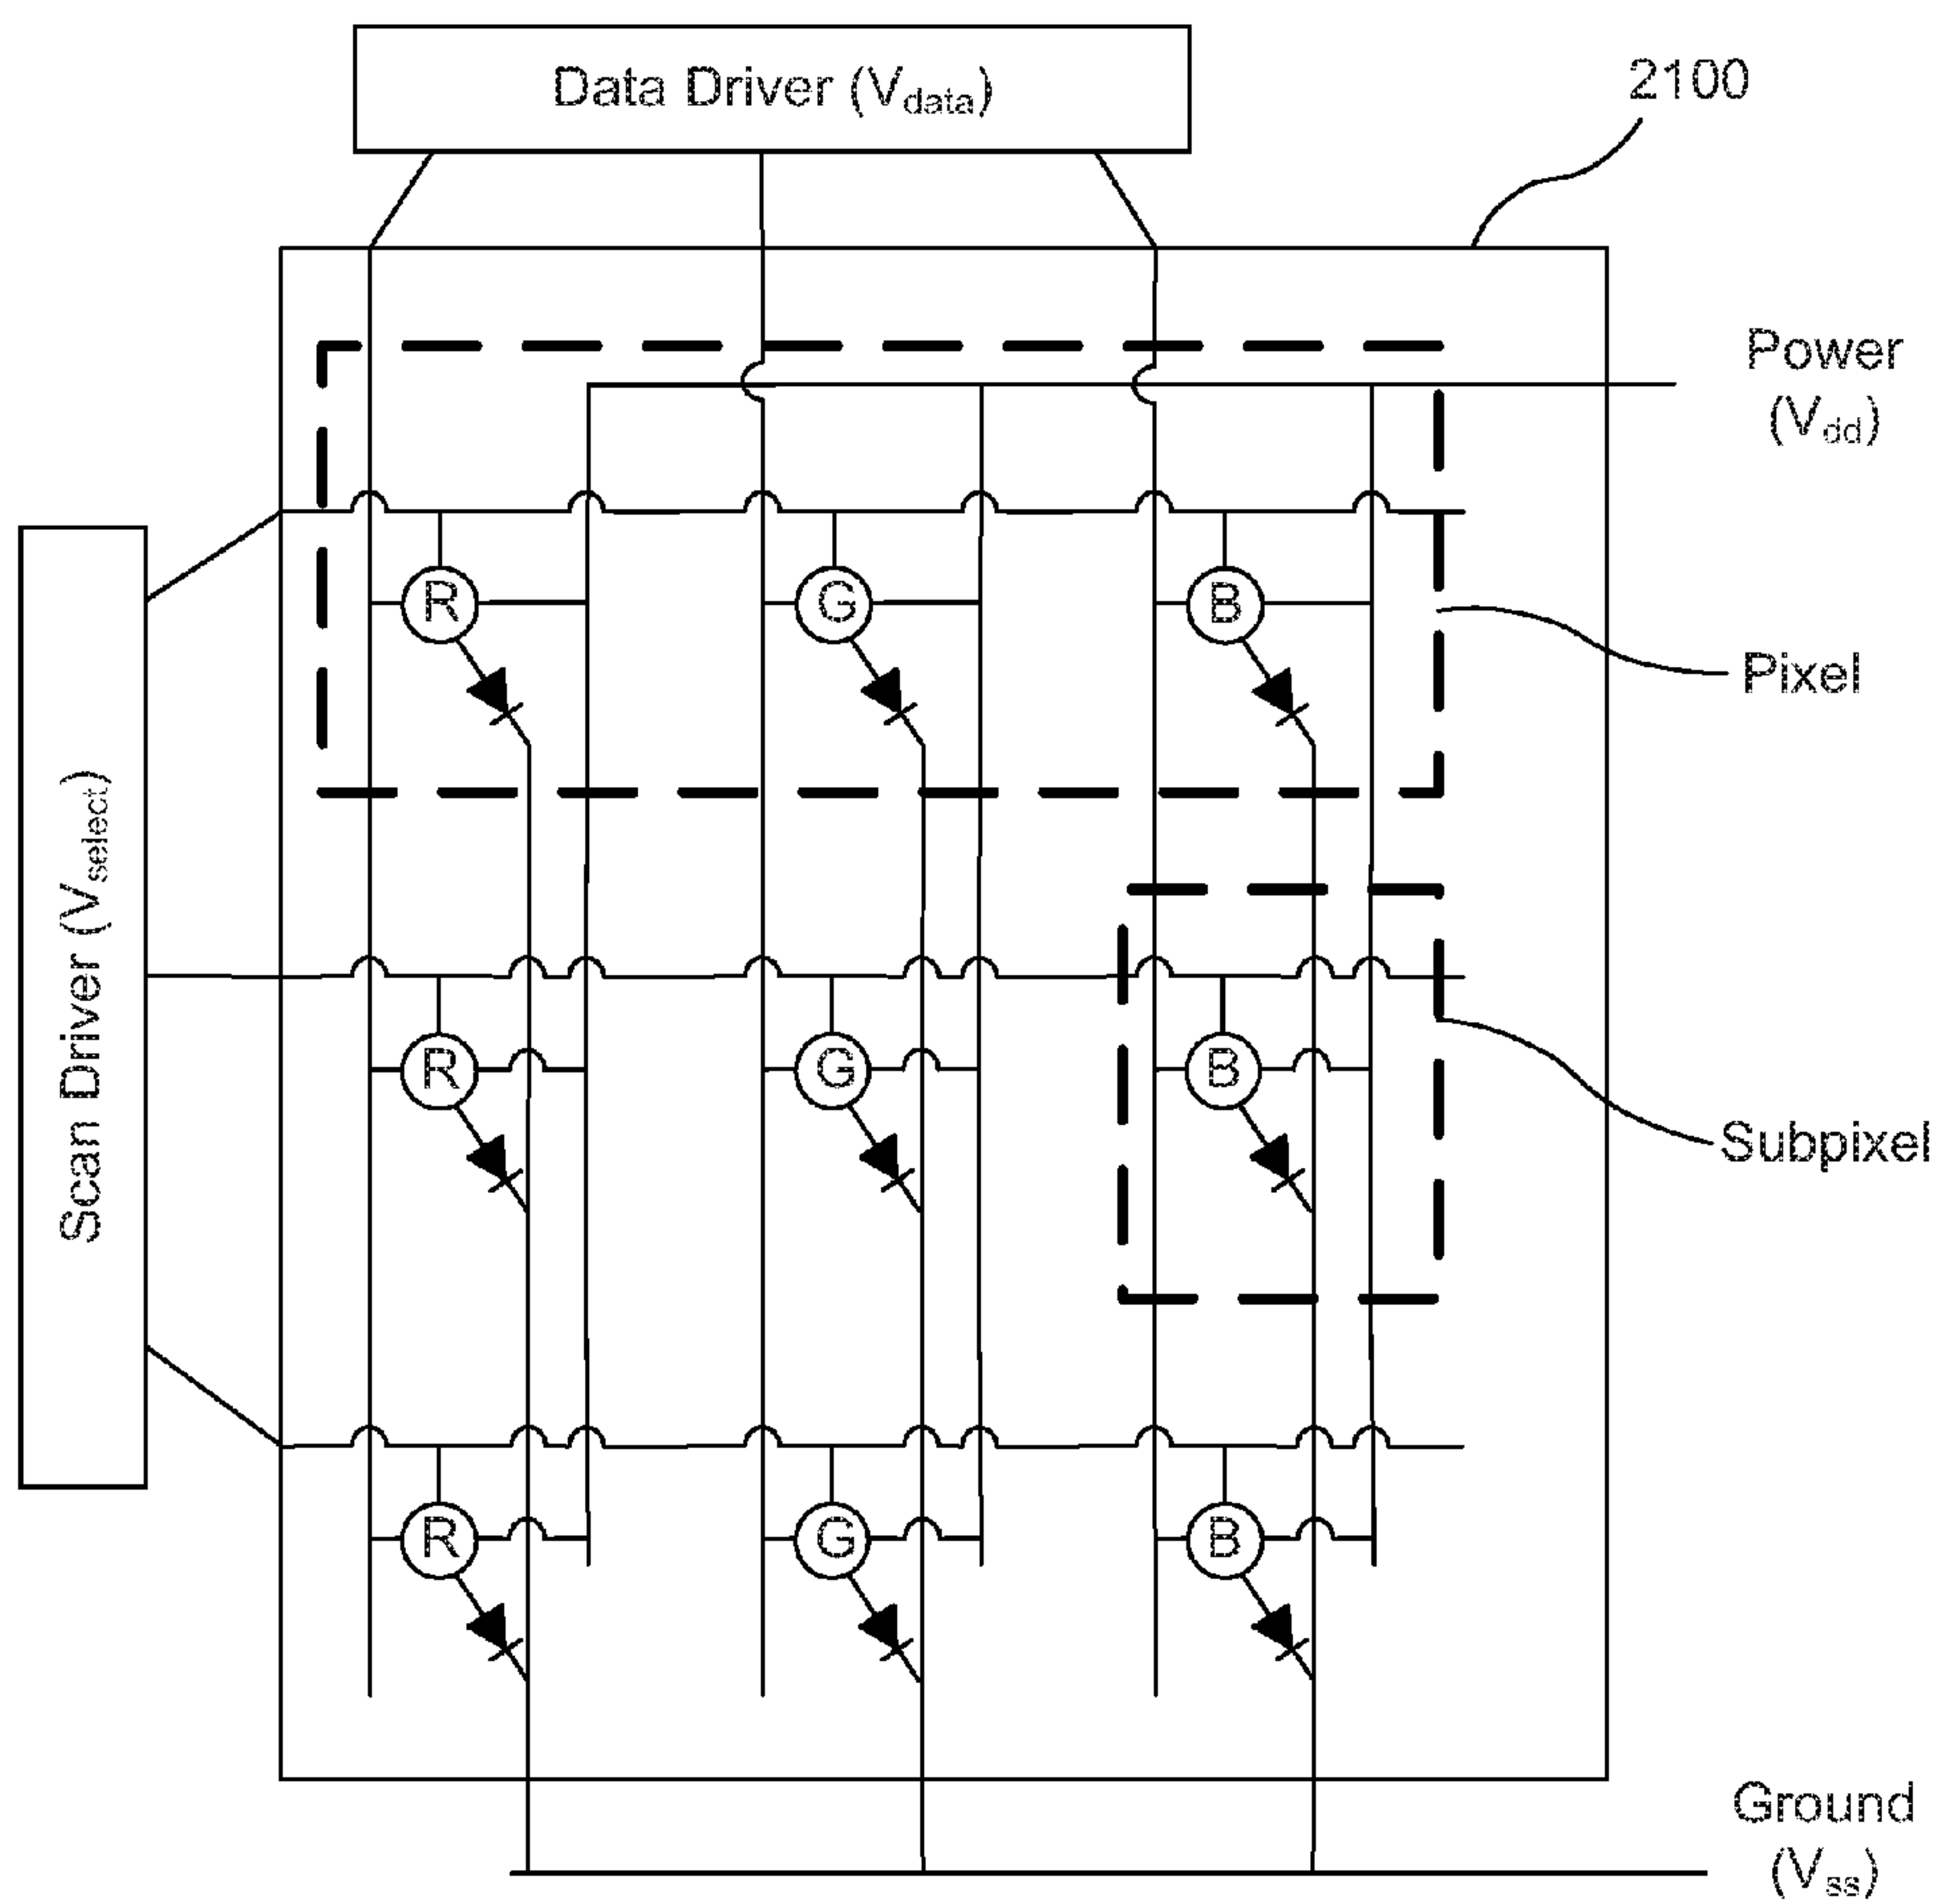 Data Driver (Vdata)
2100
Power
(Vdd)
R G B
Pixel
Scan Driver (Vselect)
R G B
Subpixel
R G B
Ground
(Vss)